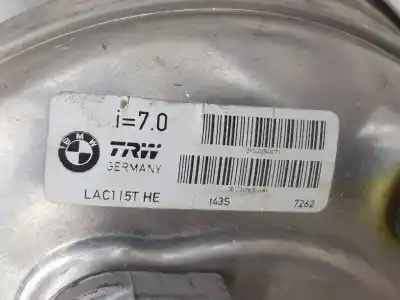 i=7.0
BMW
TRW
GERMANY
LAC115T HE
1435 7262